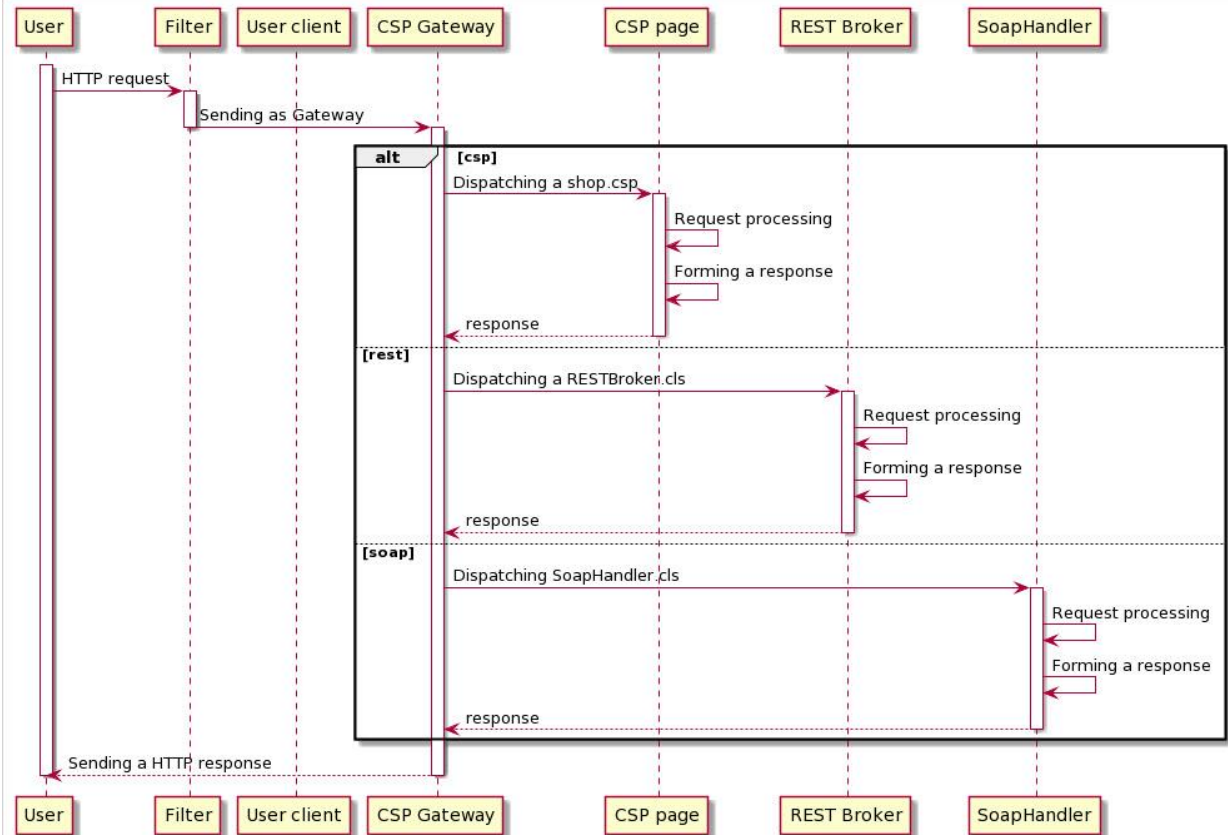 User Filter User client CSP Gateway CSP page REST Broker SoapHandler
HTTP request
Sending as Gateway
alt [csp]
Dispatching a shop.csp
Request processing
Forming a response
response
[rest]
Dispatching a RESTBroker.cls
Request processing
Forming a response
response
[soap]
Dispatching SoapHandler.cls
Request processing
Forming a response
response
Sending a HTTP response
User Filter User client CSP Gateway CSP page REST Broker SoapHandler